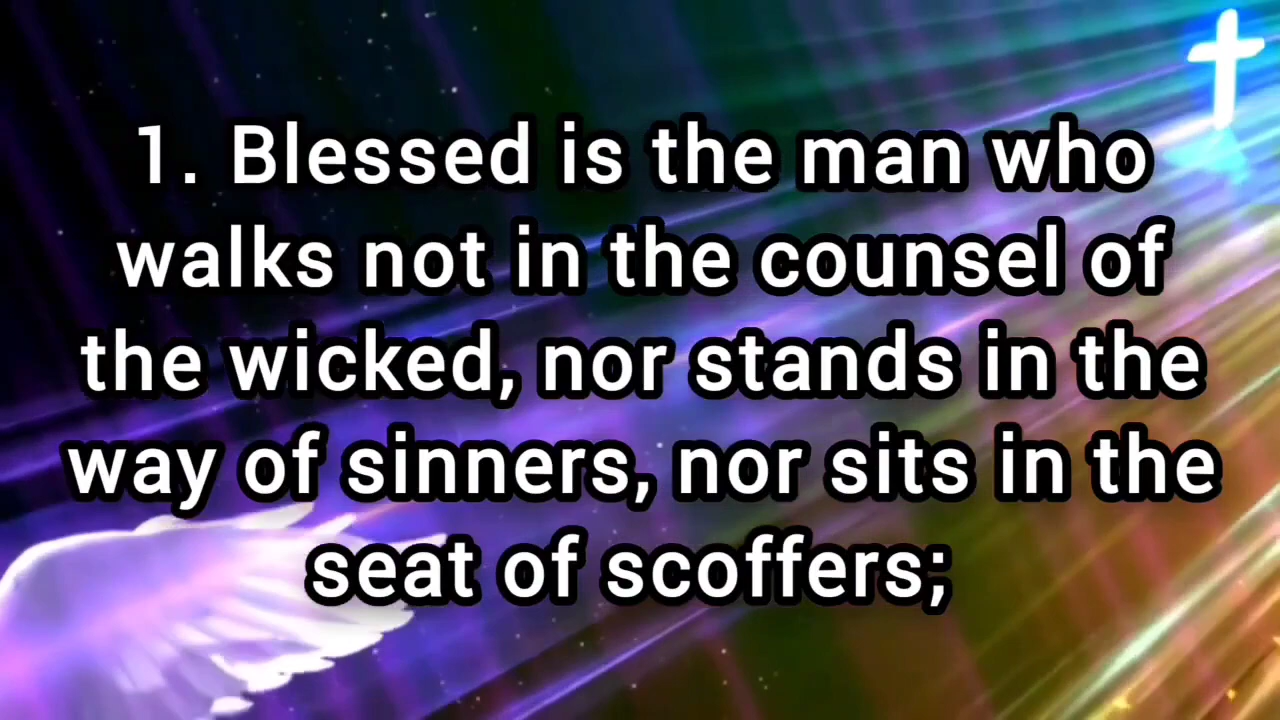 1. Blessed is the man who
walks not in the counsel of
the wicked, nor stands in the
way of sinners, nor sits in the
seat of scoffers;